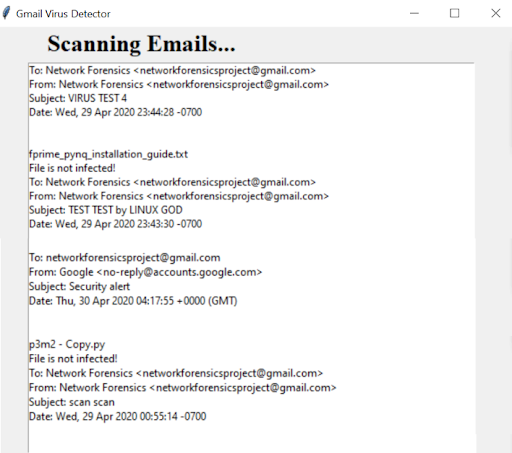 Gmail Virus Detector
Scanning Emails...
To: Network Forensics <networkforensicsproject@gmail.com>
From: Network Forensics <networkforensicsproject@gmail.com>
Subject: VIRUS TEST 4
Date: Wed, 29 Apr 2020 23:44:28 -0700
fprime_pynq_installation_guide.txt
File is not infected!
To: Network Forensics <networkforensicsproject@gmail.com>
From: Network Forensics <networkforensicsproject@gmail.com>
Subject: TEST TEST by LINUX GOD
Date: Wed, 29 Apr 2020 23:43:30 -0700
To: networkforensicsproject@gmail.com
From: Google <no-reply@accounts.google.com>
Subject: Security alert
Date: Thu, 30 Apr 2020 04:17:55 +0000 (GMT)
p3m2 - Copy.py
File is not infected!
To: Network Forensics <networkforensicsproject@gmail.com>
From: Network Forensics <networkforensicsproject@gmail.com>
Subject: scan scan
Date: Wed, 29 Apr 2020 00:55:14 -0700